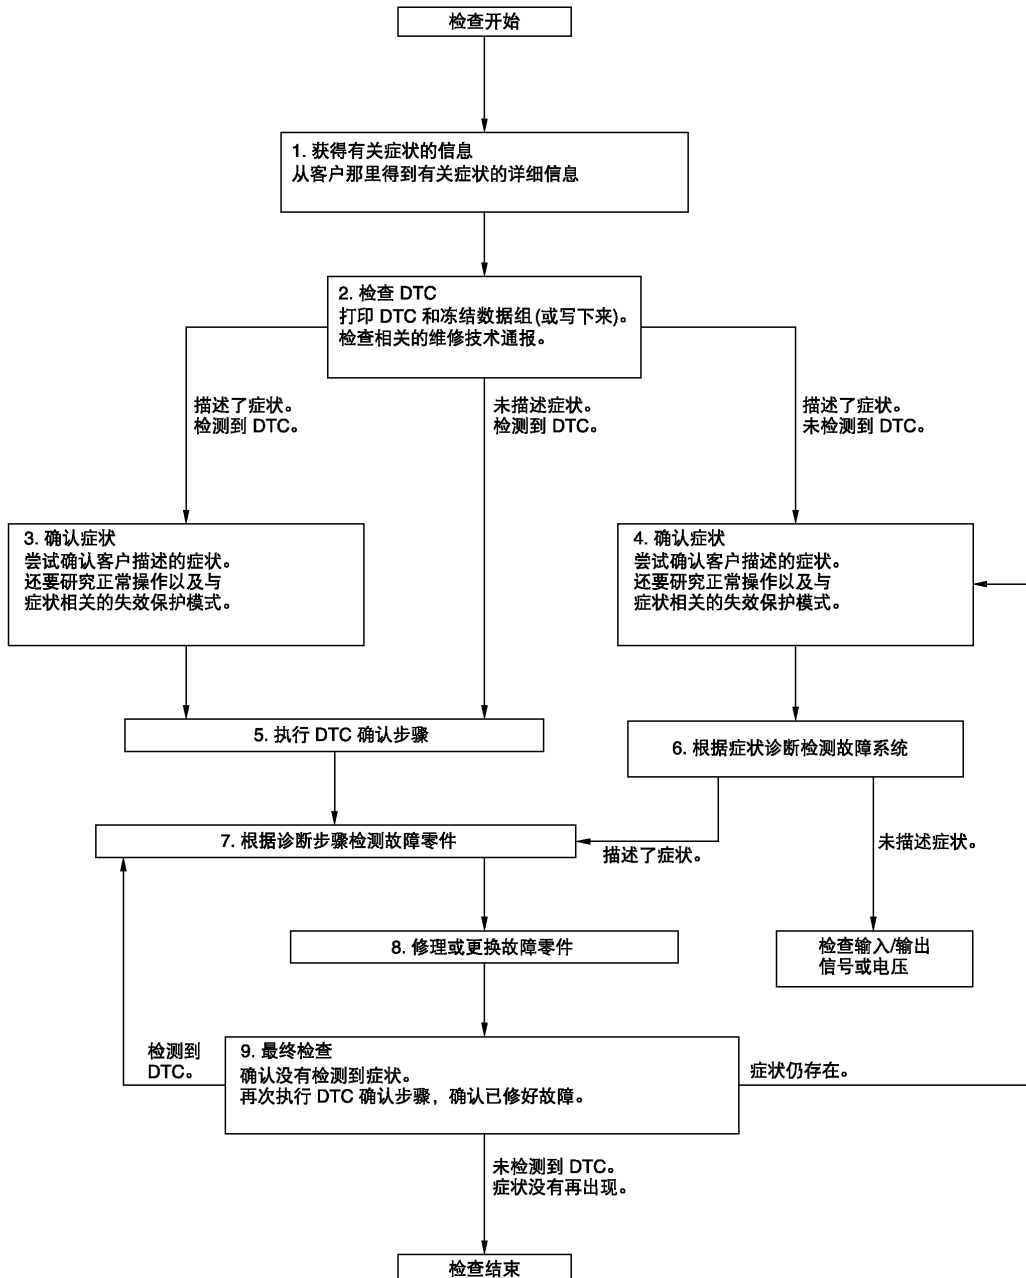 检查开始
1. 获得有关症状的信息
从客户那里得到有关症状的详细信息
2. 检查 DTC
打印 DTC 和冻结数据组(或写下来)。
检查相关的维修技术通报。
描述了症状。
检测到 DTC。
未描述症状。
检测到 DTC。
描述了症状。
未检测到 DTC。
3. 确认症状
尝试确认客户描述的症状。
还要研究正常操作以及与
症状相关的失效保护模式。
4. 确认症状
尝试确认客户描述的症状。
还要研究正常操作以及与
症状相关的失效保护模式。
5. 执行 DTC 确认步骤
6. 根据症状诊断检测故障系统
7. 根据诊断步骤检测故障零件
描述了症状。
未描述症状。
8. 修理或更换故障零件
检查输入/输出
信号或电压
检测到
DTC。
9. 最终检查
确认没有检测到症状。
再次执行 DTC 确认步骤，确认已修好故障。
症状仍存在。
未检测到 DTC。
症状没有再出现。
检查结束